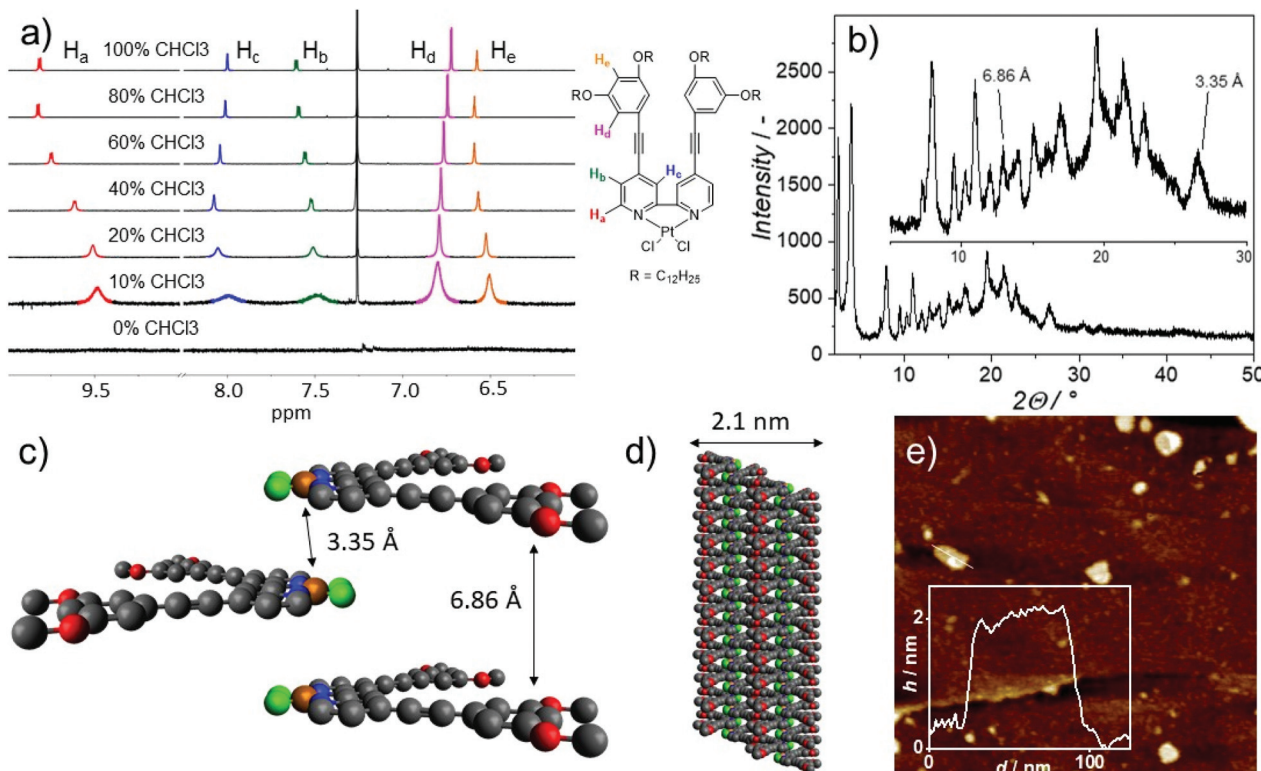 a)
100% CHCl3
80% CHCl3
60% CHCl3
40% CHCl3
20% CHCl3
10% CHCl3
0% CHCl3
Ha
Hc
Hb
Hd
He
9.5
8.0
7.5
7.0
6.5
ppm
He
OR
OR
RO
OR
Hd
Hb
Hc
Ha
N
N
Pt
Cl
Cl
R = C12H25
b)
Intensity / -
2500
2000
1500
1000
500
0
6.86 Å
3.35 Å
10
20
30
10
20
30
40
50
2Θ / °
c)
3.35 Å
6.86 Å
d)
2.1 nm
e)
h / nm
2
0
0
100
d / nm